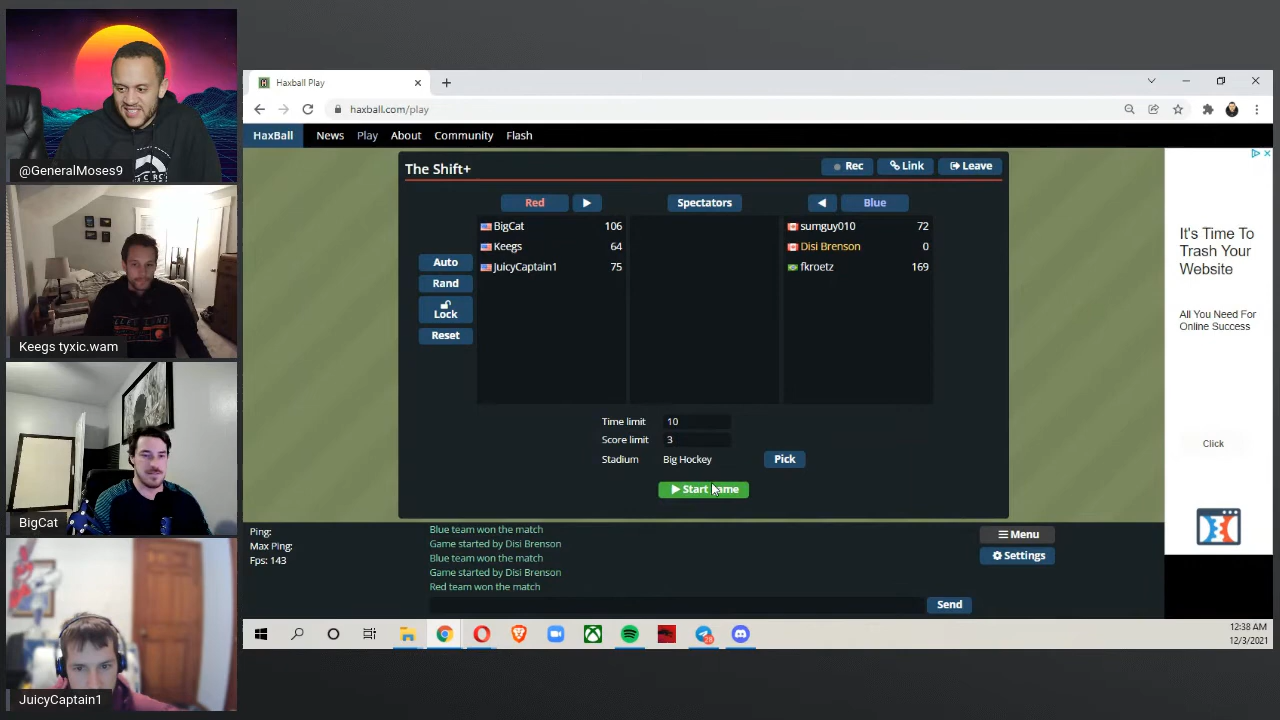 @GeneralMoses9
Keegs tyxic.wam
BigCat
JuicyCaptain1
Haxball Play
haxball.com/play
HaxBall News Play About Community Flash
The Shift+
Rec Link Leave
Red Spectators Blue
BigCat 106
Keegs 64
JuicyCaptain1 75
sumguy010 72
Disi Brenson 0
fkroetz 169
Auto
Rand
Lock
Reset
Time limit 10
Score limit 3
Stadium Big Hockey Pick
Start Game
Ping:
Max Ping:
Fps: 143
Blue team won the match
Game started by Disi Brenson
Blue team won the match
Game started by Disi Brenson
Red team won the match
Send
Menu
Settings
It's Time To
Trash Your
Website
All You Need For
Online Success
Click
12:38 AM
12/3/2021